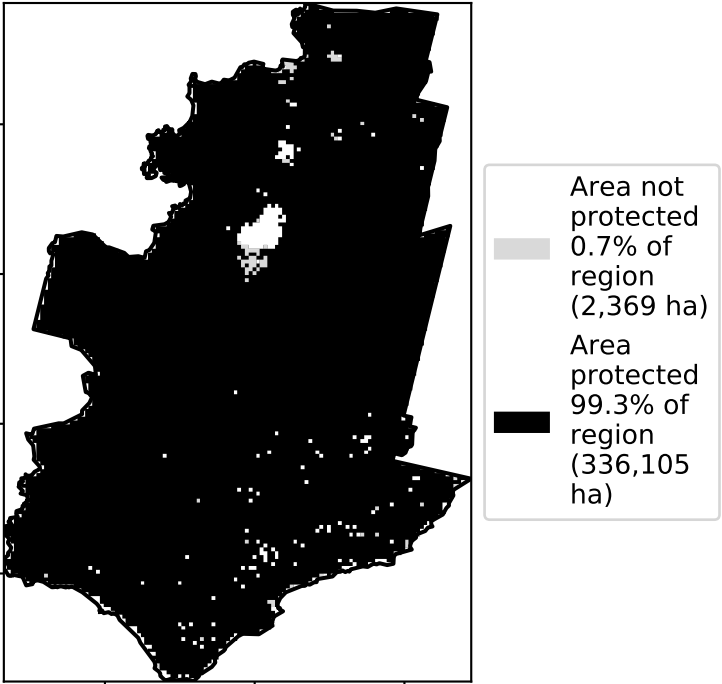 Area not
protected
0.7% of
region
(2,369 ha)
Area
protected
99.3% of
region
(336,105
ha)